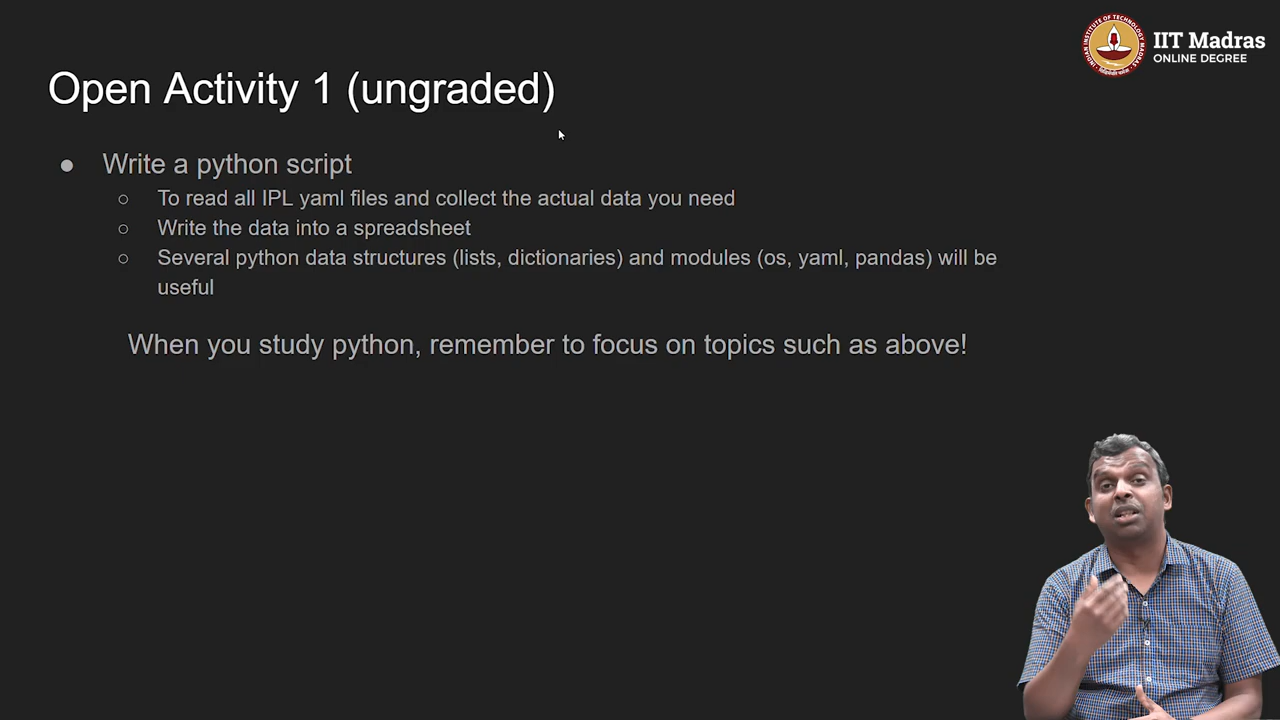 IIT Madras
ONLINE DEGREE
Open Activity 1 (ungraded)
● Write a python script
○ To read all IPL yaml files and collect the actual data you need
○ Write the data into a spreadsheet
○ Several python data structures (lists, dictionaries) and modules (os, yaml, pandas) will be
useful
When you study python, remember to focus on topics such as above!